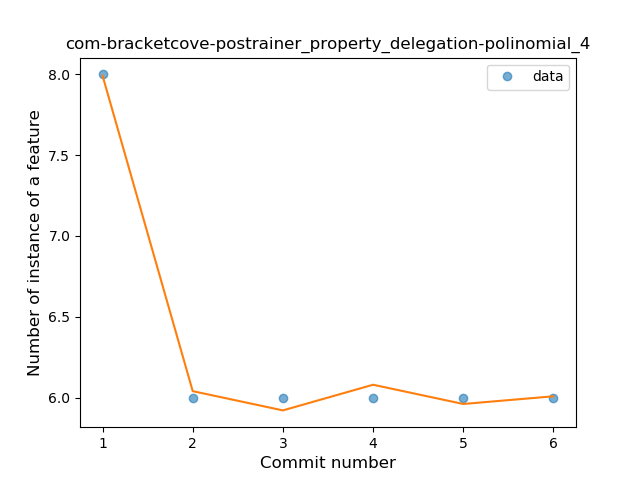 com-bracketcove-postrainer_property_delegation-polinomial_4
data
Number of instance of a feature
8.0
7.5
7.0
6.5
6.0
1 2 3 4 5 6
Commit number